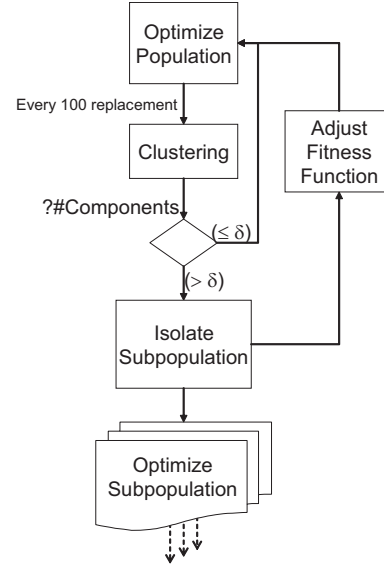 Optimize
Population
Every 100 replacement
Adjust
Fitness
Function
Clustering
?#Components
(≤ δ)
(> δ)
Isolate
Subpopulation
Optimize
Subpopulation